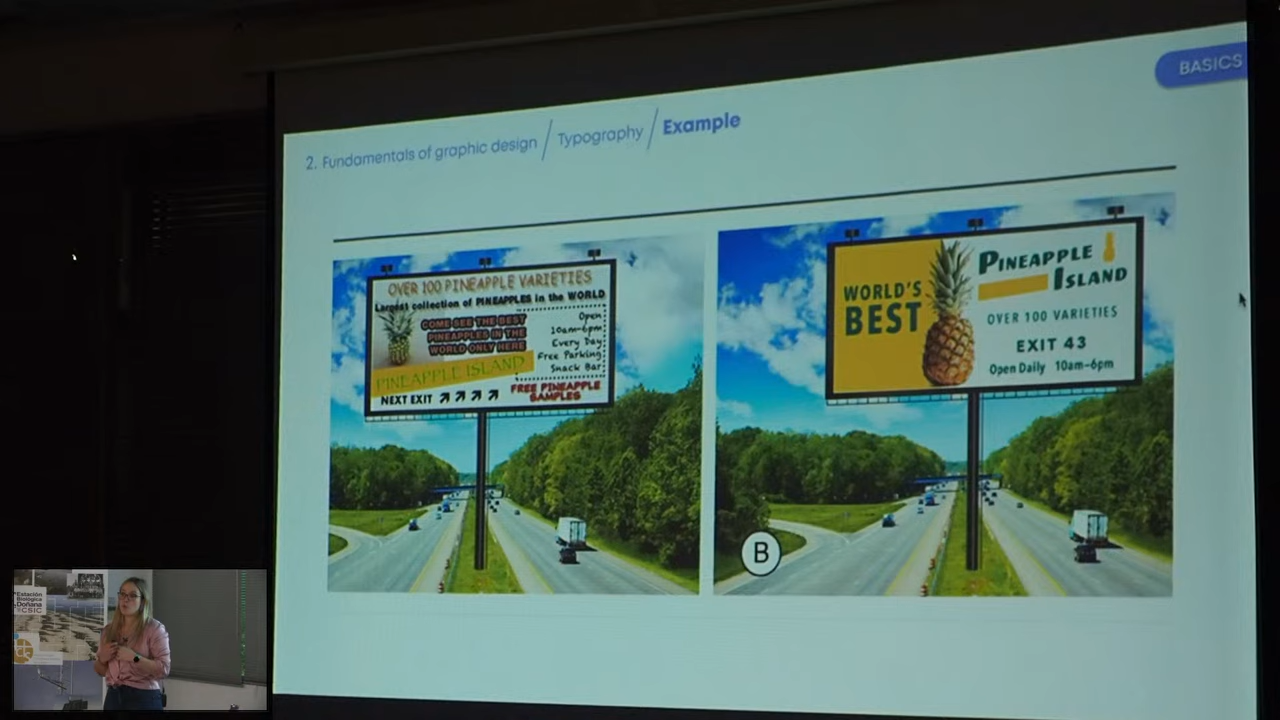 BASICS
2. Fundamentals of graphic design / Typography / Example
OVER 100 PINEAPPLE VARIETIES
Largest collection of PINEAPPLES in the WORLD
COME SEE THE BEST
PINEAPPLES IN THE
WORLD ONLY HERE
Open
10am-6pm
Every Day
Free Parking
Snack Bar
PINEAPPLE ISLAND
NEXT EXIT
FREE PINEAPPLE
SAMPLES
WORLD'S
BEST
PINEAPPLE
ISLAND
OVER 100 VARIETIES
EXIT 43
Open Daily 10am-6pm
B
Estación
Biológica
Doñana
CSIC